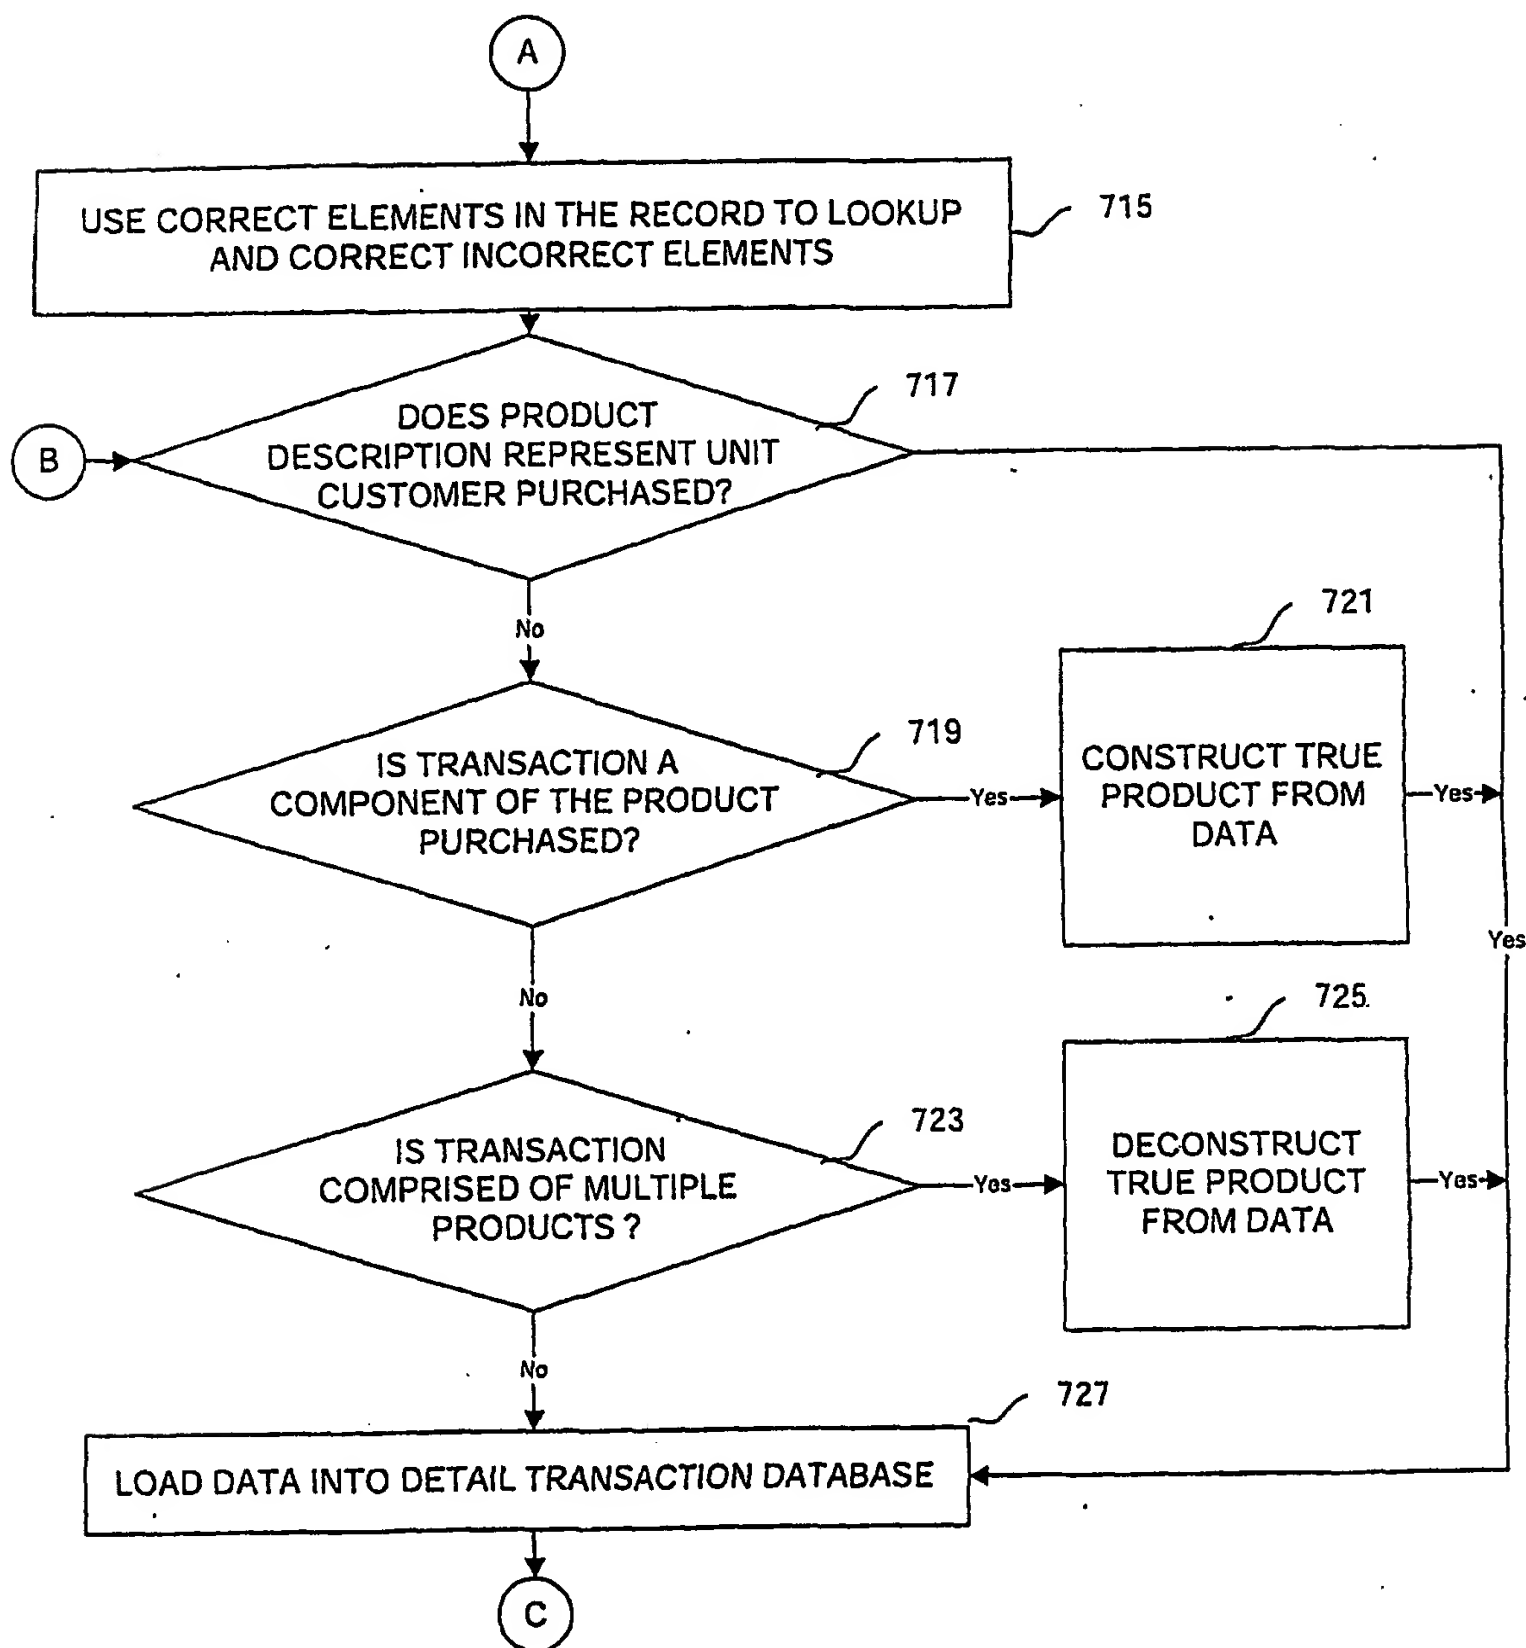 A
USE CORRECT ELEMENTS IN THE RECORD TO LOOKUP
AND CORRECT INCORRECT ELEMENTS
715
B
DOES PRODUCT
DESCRIPTION REPRESENT UNIT
CUSTOMER PURCHASED?
717
No
IS TRANSACTION A
COMPONENT OF THE PRODUCT
PURCHASED?
719
Yes
721
CONSTRUCT TRUE
PRODUCT FROM
DATA
Yes
Yes
No
IS TRANSACTION
COMPRISED OF MULTIPLE
PRODUCTS ?
723
Yes
725
DECONSTRUCT
TRUE PRODUCT
FROM DATA
Yes
No
727
LOAD DATA INTO DETAIL TRANSACTION DATABASE
C